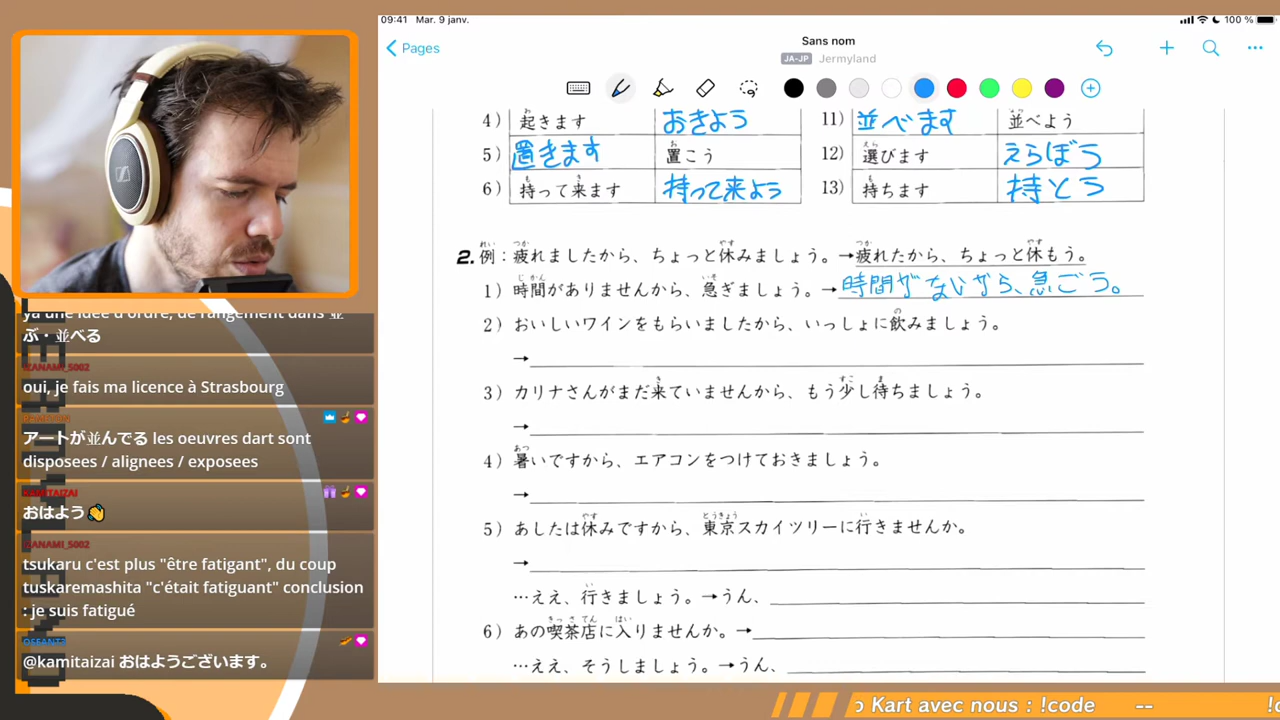 09:41 Mar. 9 janv.
100 %
Pages
Sans nom
JA-JP Jermyland
4) 起きます おきよう 11) 並べます 並べよう
5) 置きます 置こう 12) 選びます えらぼう
6) 持って来ます 持って来よう 13) 持ちます 持とう
2. 例：疲れましたから、ちょっと休みましょう。→疲れたから、ちょっと休もう。
1) 時間がありませんから、急ぎましょう。→時間がないから、急ごう。
2) おいしいワインをもらいましたから、いっしょに飲みましょう。
→
3) カリナさんがまだ来ていませんから、もう少し待ちましょう。
→
4) 暑いですから、エアコンをつけておきましょう。
→
5) あしたは休みですから、東京スカイツリーに行きませんか。
→
…ええ、行きましょう。→うん、
6) あの喫茶店に入りませんか。→
…ええ、そうしましょう。→うん、
ya une idée d'ordre, de rangement dans 並
ぶ・並べる
IZANAMI_5002
oui, je fais ma licence à Strasbourg
アートが並んでる les oeuvres dart sont
disposees / alignees / exposees
KAMITAIZAI
おはよう👏
IZANAMI_5002
tsukaru c'est plus "être fatigant", du coup
tuskaremashita "c'était fatiguant" conclusion
: je suis fatigué
@kamitaizai おはようございます。
Kart avec nous : !code --